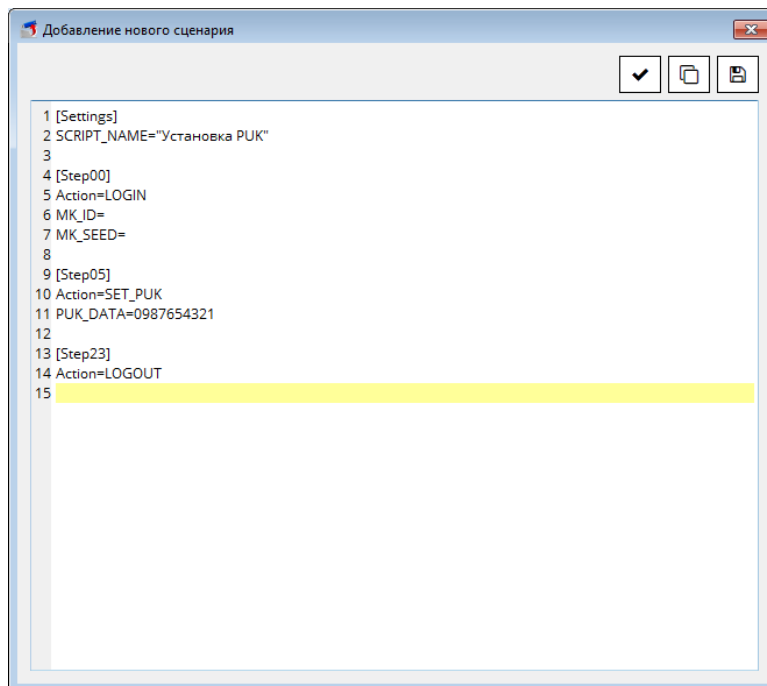 Добавление нового сценария
1 [Settings]
2 SCRIPT_NAME="Установка PUK"
3
4 [Step00]
5 Action=LOGIN
6 MK_ID=
7 MK_SEED=
8
9 [Step05]
10 Action=SET_PUK
11 PUK_DATA=0987654321
12
13 [Step23]
14 Action=LOGOUT
15